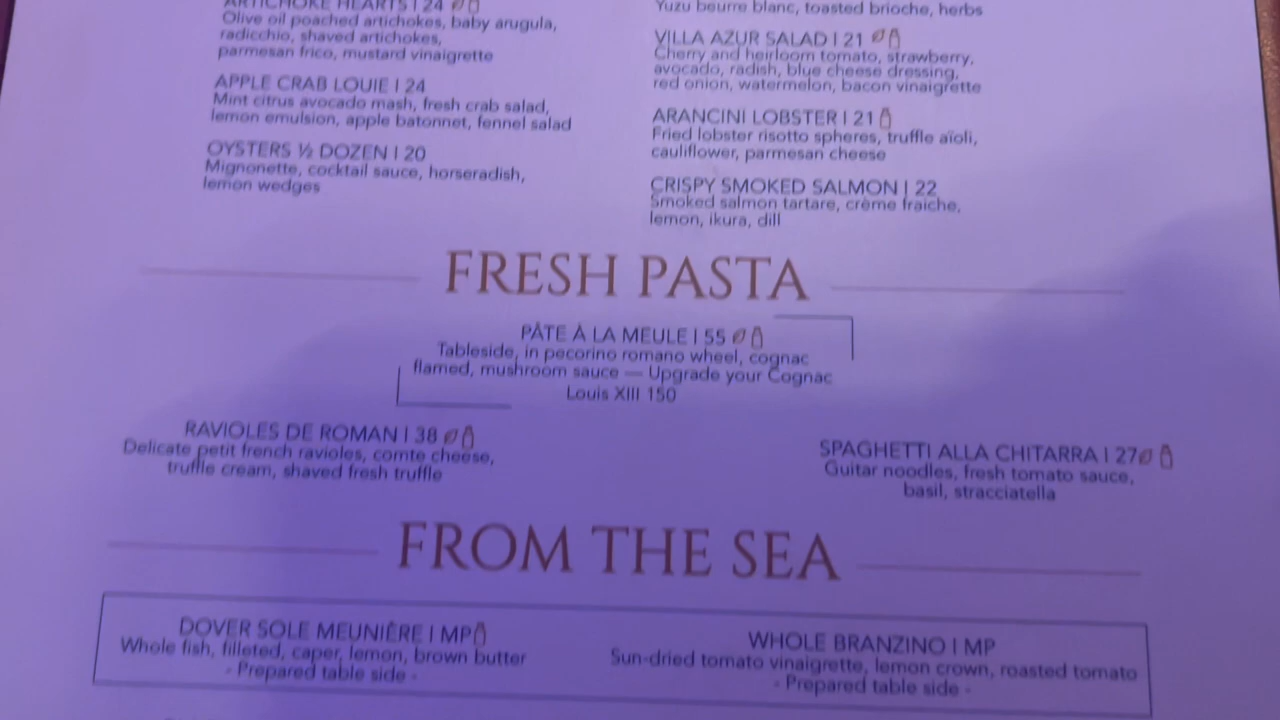 ARTICHOKE HEARTS | 24
Olive oil poached artichokes, baby arugula,
radicchio, shaved artichokes,
parmesan frico, mustard vinaigrette
APPLE CRAB LOUIE | 24
Mint citrus avocado mash, fresh crab salad,
lemon emulsion, apple batonnet, fennel salad
OYSTERS ½ DOZEN | 20
Mignonette, cocktail sauce, horseradish,
lemon wedges
Yuzu beurre blanc, toasted brioche, herbs
VILLA AZUR SALAD | 21
Cherry and heirloom tomato, strawberry,
avocado, radish, blue cheese dressing,
red onion, watermelon, bacon vinaigrette
ARANCINI LOBSTER | 21
Fried lobster risotto spheres, truffle aïoli,
cauliflower, parmesan cheese
CRISPY SMOKED SALMON | 22
Smoked salmon tartare, crème fraiche,
lemon, ikura, dill
FRESH PASTA
PÂTE À LA MEULE | 55
Tableside, in pecorino romano wheel, cognac
flamed, mushroom sauce — Upgrade your Cognac
Louis XIII 150
RAVIOLES DE ROMAN | 38
Delicate petit french ravioles, comte cheese,
truffle cream, shaved fresh truffle
SPAGHETTI ALLA CHITARRA | 27
Guitar noodles, fresh tomato sauce,
basil, stracciatella
FROM THE SEA
DOVER SOLE MEUNIÈRE | MP
Whole fish, filleted, caper, lemon, brown butter
- Prepared table side -
WHOLE BRANZINO | MP
Sun-dried tomato vinaigrette, lemon crown, roasted tomato
- Prepared table side -